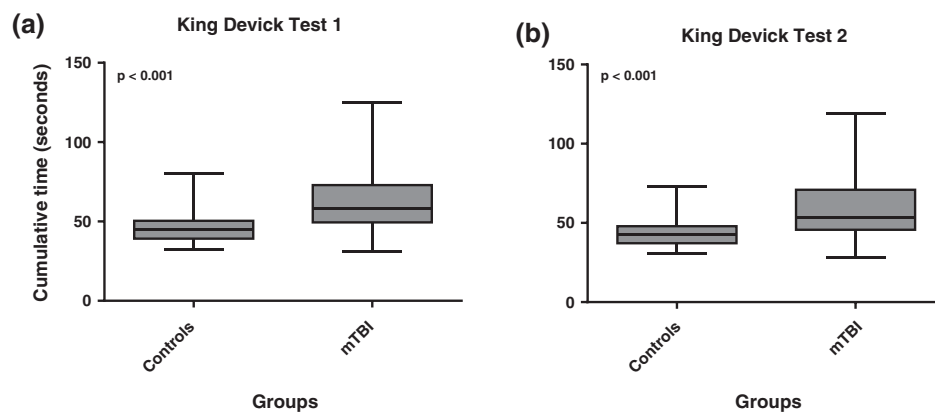 (a)
King Devick Test 1
150
p < 0.001
100
50
0
Cumulative time (seconds)
Controls
mTBI
Groups
(b)
King Devick Test 2
150
p < 0.001
100
50
0
Controls
mTBI
Groups